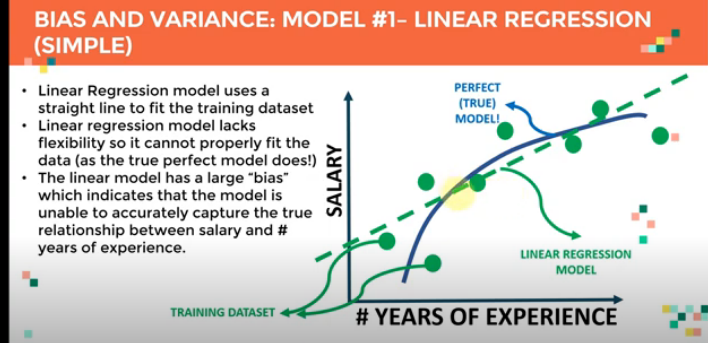 BIAS AND VARIANCE: MODEL #1– LINEAR REGRESSION
(SIMPLE)
• Linear Regression model uses a
straight line to fit the training dataset
• Linear regression model lacks
flexibility so it cannot properly fit the
data (as the true perfect model does!)
• The linear model has a large “bias”
which indicates that the model is
unable to accurately capture the true
relationship between salary and #
years of experience.
SALARY
PERFECT
(TRUE)
MODEL!
LINEAR REGRESSION
MODEL
TRAINING DATASET
# YEARS OF EXPERIENCE